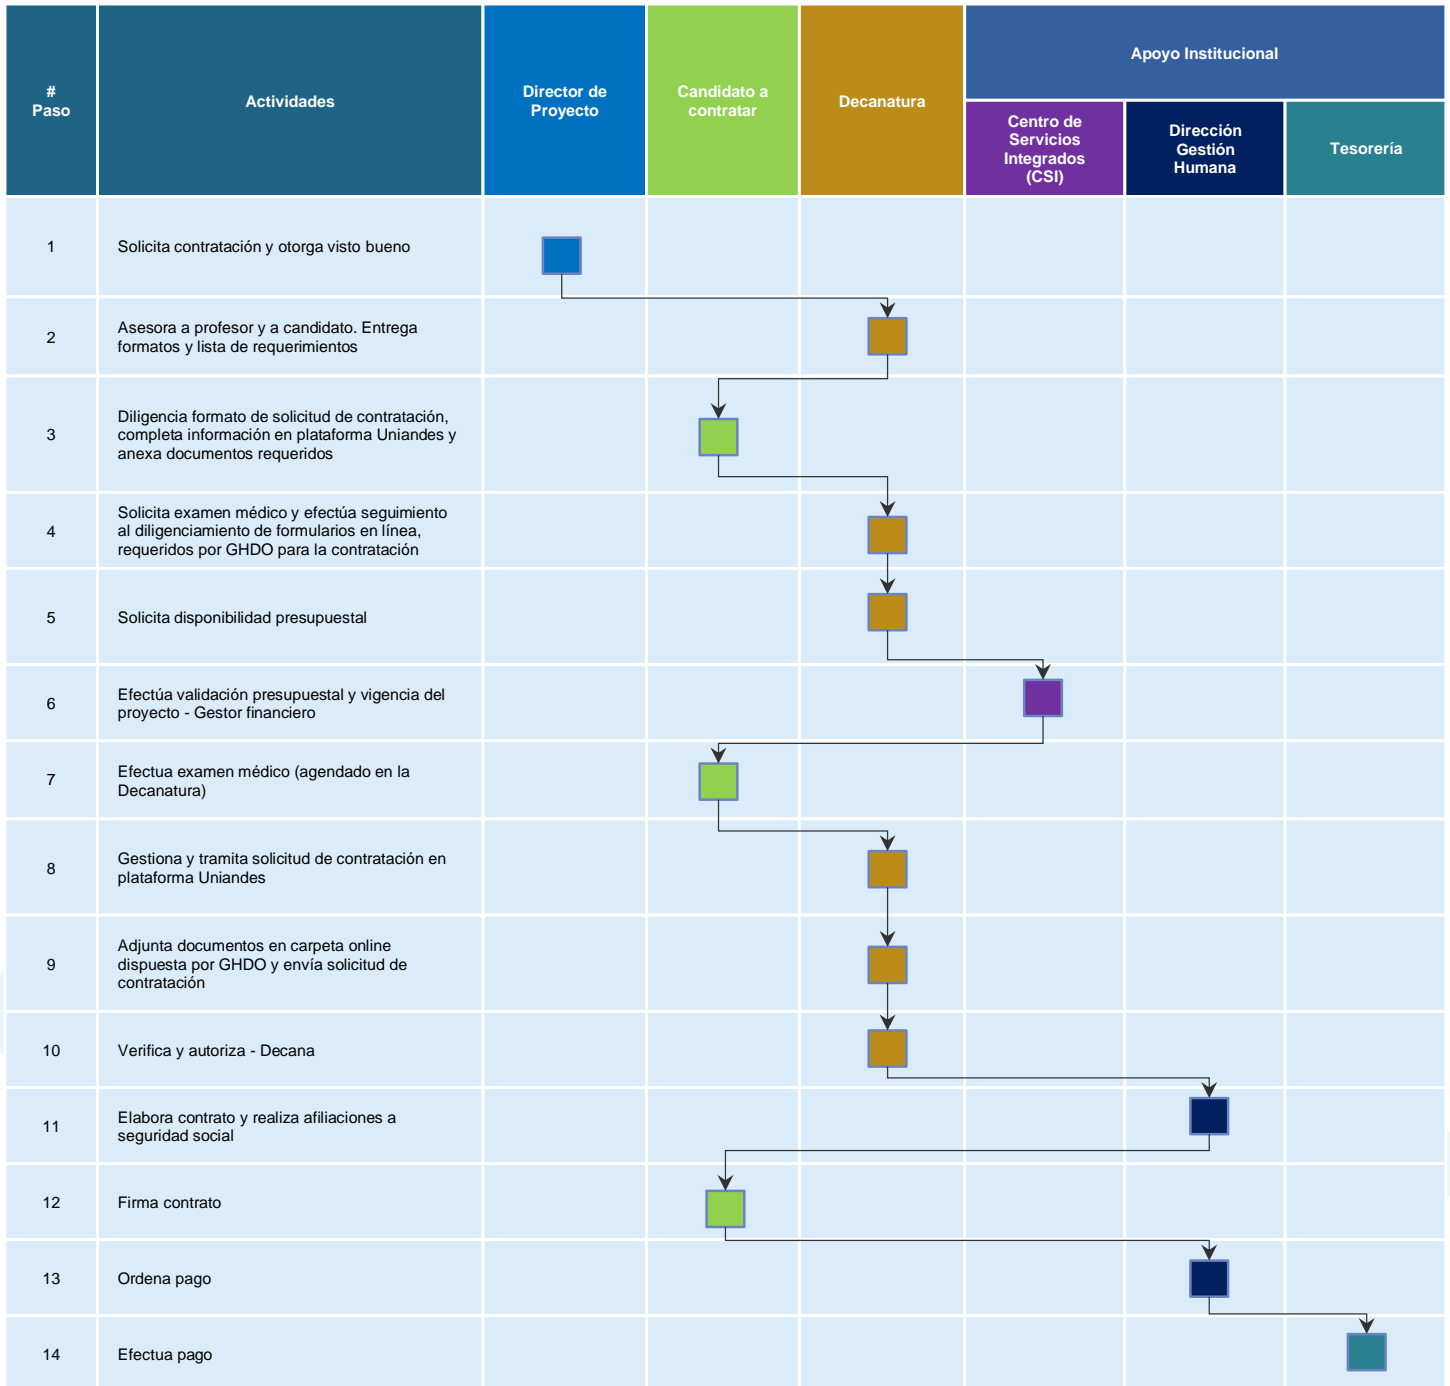 #
Paso
Actividades
Director de
Proyecto
Candidato a
contratar
Decanatura
Apoyo Institucional
Centro de
Servicios
Integrados
(CSI)
Dirección
Gestión
Humana
Tesorería
1
Solicita contratación y otorga visto bueno
2
Asesora a profesor y a candidato. Entrega
formatos y lista de requerimientos
3
Diligencia formato de solicitud de contratación,
completa información en plataforma Uniandes y
anexa documentos requeridos
4
Solicita examen médico y efectúa seguimiento
al diligenciamiento de formularios en línea,
requeridos por GHDO para la contratación
5
Solicita disponibilidad presupuestal
6
Efectúa validación presupuestal y vigencia del
proyecto - Gestor financiero
7
Efectua examen médico (agendado en la
Decanatura)
8
Gestiona y tramita solicitud de contratación en
plataforma Uniandes
9
Adjunta documentos en carpeta online
dispuesta por GHDO y envía solicitud de
contratación
10
Verifica y autoriza - Decana
11
Elabora contrato y realiza afiliaciones a
seguridad social
12
Firma contrato
13
Ordena pago
14
Efectua pago